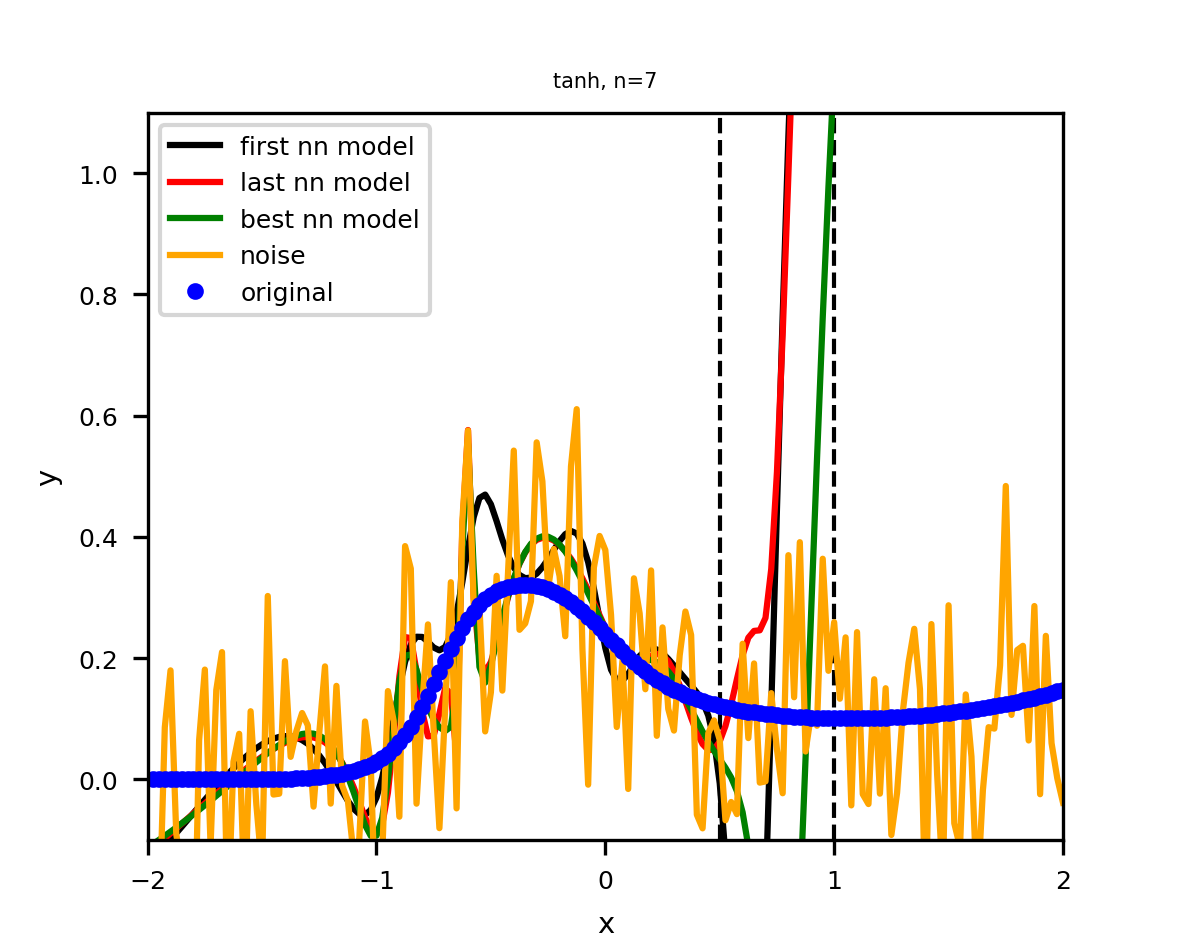 tanh, n=7
first nn model
last nn model
best nn model
noise
original
1.0
0.8
0.6
0.4
0.2
0.0
y
−2
−1
0
1
2
x